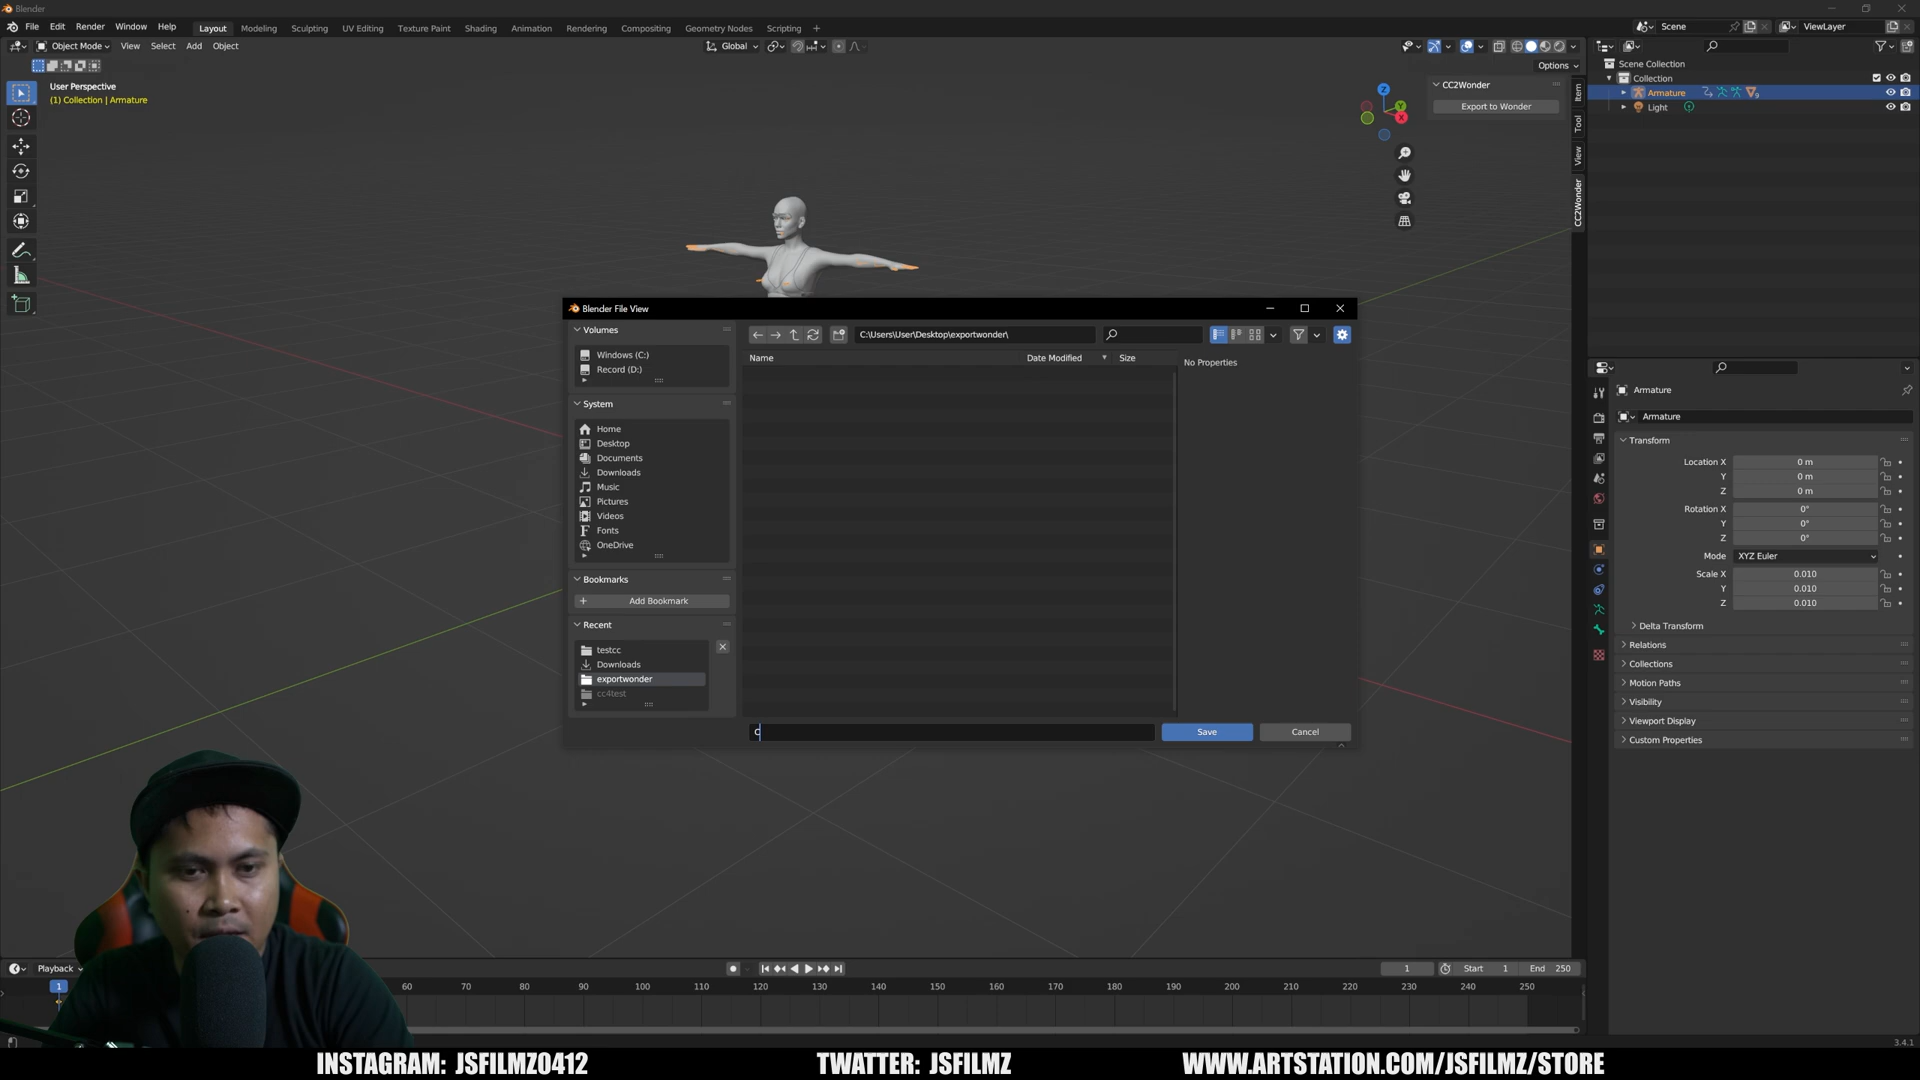 Blender
File Edit Render Window Help Layout Modeling Sculpting UV Editing Texture Paint Shading Animation Rendering Compositing Geometry Nodes Scripting + Scene ViewLayer
Object Mode View Select Add Object Global
Options
User Perspective
(1) Collection | Armature
CC2Wonder
Export to Wonder
Z
Y
X
Item
Tool
View
CC2Wonder
Scene Collection
Collection
Armature 9
Light
Blender File View
Volumes
Windows (C:)
Record (D:)
System
Home
Desktop
Documents
Downloads
Music
Pictures
Videos
Fonts
OneDrive
Bookmarks
Add Bookmark
Recent
testcc
Downloads
exportwonder
cc4test
C:\Users\User\Desktop\exportwonder\
Name Date Modified Size
No Properties
C
Save Cancel
Armature
Armature
Transform
Location X 0 m
Y 0 m
Z 0 m
Rotation X 0°
Y 0°
Z 0°
Mode XYZ Euler
Scale X 0.010
Y 0.010
Z 0.010
Delta Transform
Relations
Collections
Motion Paths
Visibility
Viewport Display
Custom Properties
Playback
1 Start 1 End 250
1 60 70 80 90 100 110 120 130 140 150 160 170 180 190 200 210 220 230 240 250
3.4.1
INSTAGRAM: JSFILMZ0412 TWATTER: JSFILMZ WWW.ARTSTATION.COM/JSFILMZ/STORE